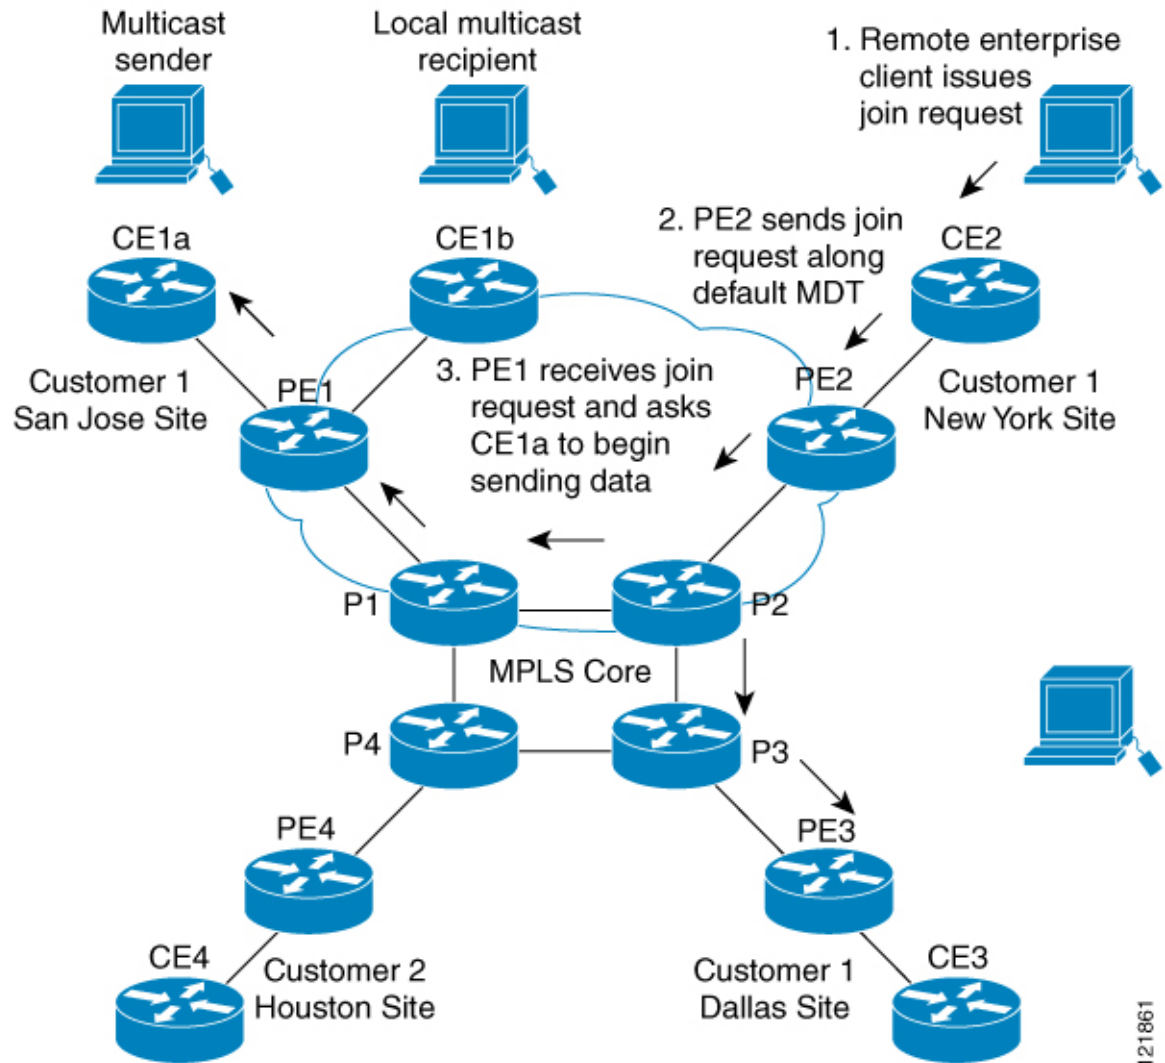 Multicast
sender
Local multicast
recipient
1. Remote enterprise
client issues
join request
CE1a
CE1b
2. PE2 sends join
request along
default MDT
CE2
Customer 1
San Jose Site
PE1
3. PE1 receives join
request and asks
CE1a to begin
sending data
PE2
Customer 1
New York Site
P1
P2
MPLS Core
P4
P3
PE4
PE3
CE4
Customer 2
Houston Site
Customer 1
Dallas Site
CE3
121861